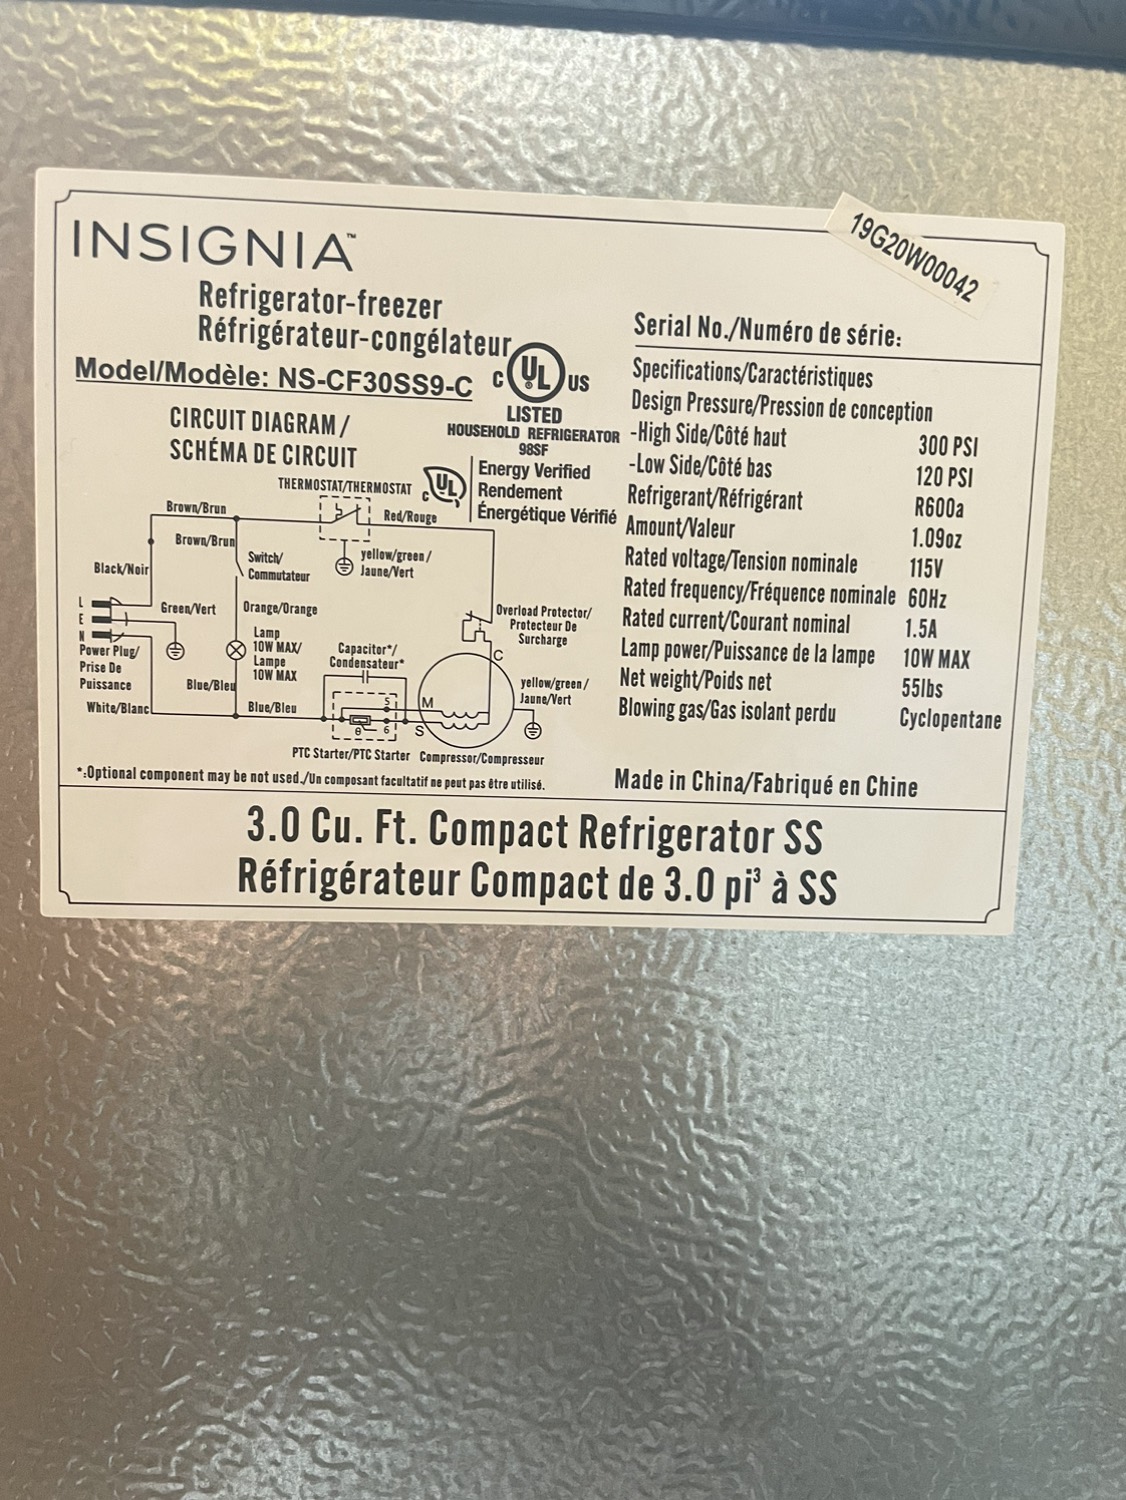 INSIGNIA™
Refrigerator-freezer
Réfrigérateur-congélateur
Model/Modèle: NS-CF30SS9-C
C UL US
LISTED
HOUSEHOLD REFRIGERATOR
98SF
C UL
Energy Verified
Rendement
Énergétique Vérifié
CIRCUIT DIAGRAM/
SCHÉMA DE CIRCUIT
THERMOSTAT/THERMOSTAT
Brown/Brun
Red/Rouge
Brown/Brun
Switch/
Commutateur
yellow/green/
Jaune/Vert
Black/Noir
L
E
N
Green/Vert
Orange/Orange
Overload Protector/
Protecteur De
Surcharge
Power Plug/
Prise De
Puissance
Lamp
10W MAX/
Lampe
10W MAX
Capacitor*/
Condensateur*
C
Blue/Bleu
yellow/green/
Jaune/Vert
White/Blanc
Blue/Bleu
5
M
θ
6
S
PTC Starter/PTC Starter
Compressor/Compresseur
*:Optional component may be not used./Un composant facultatif ne peut pas être utilisé.
19G20W00042
Serial No./Numéro de série:
Specifications/Caractéristiques
Design Pressure/Pression de conception
-High Side/Côté haut 300 PSI
-Low Side/Côté bas 120 PSI
Refrigerant/Réfrigérant R600a
Amount/Valeur 1.09oz
Rated voltage/Tension nominale 115V
Rated frequency/Fréquence nominale 60Hz
Rated current/Courant nominal 1.5A
Lamp power/Puissance de la lampe 10W MAX
Net weight/Poids net 55lbs
Blowing gas/Gas isolant perdu Cyclopentane
Made in China/Fabriqué en Chine
3.0 Cu. Ft. Compact Refrigerator SS
Réfrigérateur Compact de 3.0 pi³ à SS